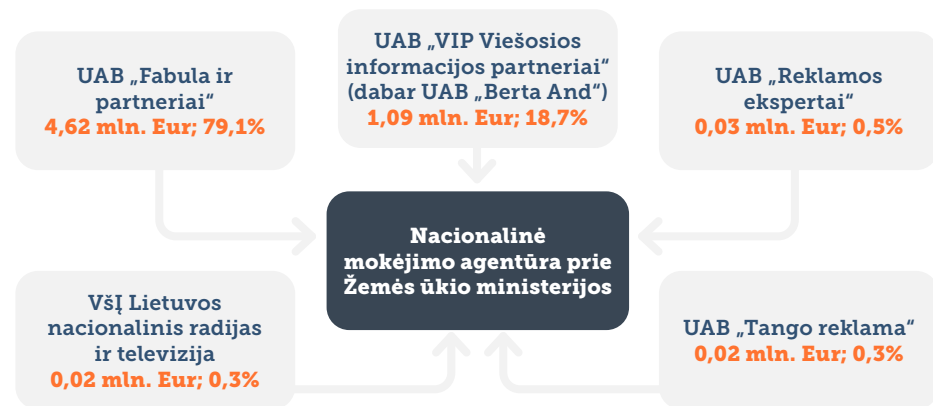 UAB „Fabula ir
partneriai“
4,62 mln. Eur; 79,1%
UAB „VIP Viešosios
informacijos partneriai“
(dabar UAB „Berta And“)
1,09 mln. Eur; 18,7%
UAB „Reklamos
ekspertai“
0,03 mln. Eur; 0,5%
Nacionalinė
mokėjimo agentūra prie
Žemės ūkio ministerijos
VšĮ Lietuvos
nacionalinis radijas
ir televizija
0,02 mln. Eur; 0,3%
UAB „Tango reklama“
0,02 mln. Eur; 0,3%